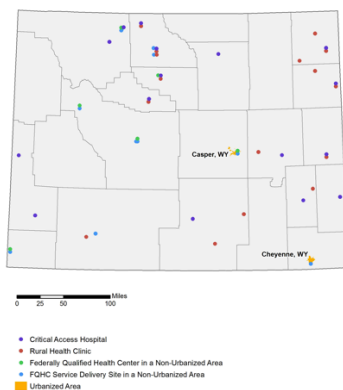 Casper, WY
Cheyenne, WY
Miles
0 25 50 100
Critical Access Hospital
Rural Health Clinic
Federally Qualified Health Center in a Non-Urbanized Area
FQHC Service Delivery Site in a Non-Urbanized Area
Urbanized Area